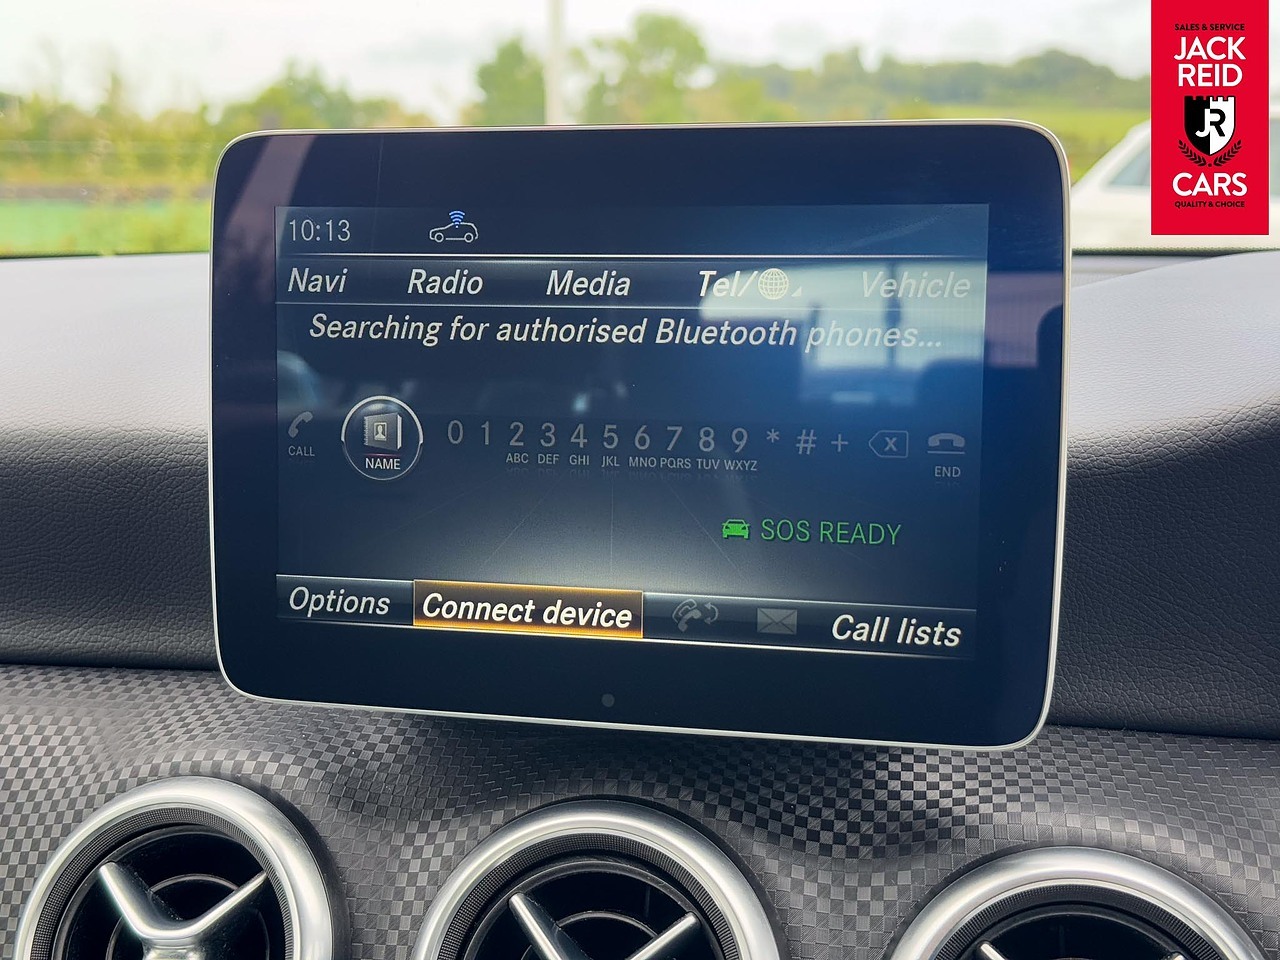 SALES & SERVICE
JACK
REID
JR
CARS
QUALITY & CHOICE
10:13
Navi Radio Media Tel/ Vehicle
Searching for authorised Bluetooth phones...
CALL NAME 0 1 2 3 4 5 6 7 8 9 * # + X END
ABC DEF GHI JKL MNO PQRS TUV WXYZ
SOS READY
Options Connect device Call lists